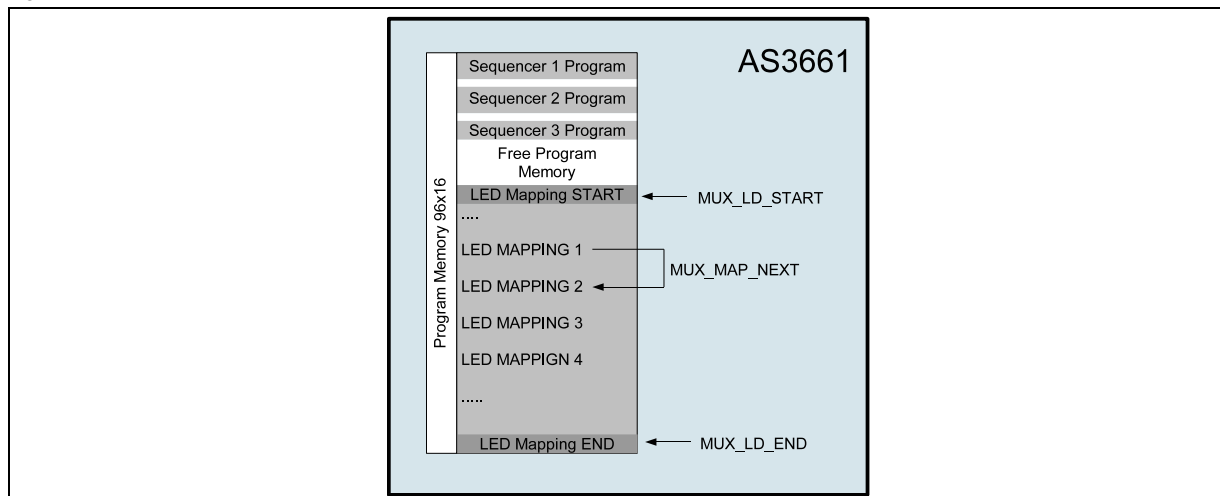 AS3661
Program Memory 96x16
Sequencer 1 Program
Sequencer 2 Program
Sequencer 3 Program
Free Program
Memory
LED Mapping START
MUX_LD_START
....
LED MAPPING 1
MUX_MAP_NEXT
LED MAPPING 2
LED MAPPING 3
LED MAPPIGN 4
.....
LED Mapping END
MUX_LD_END